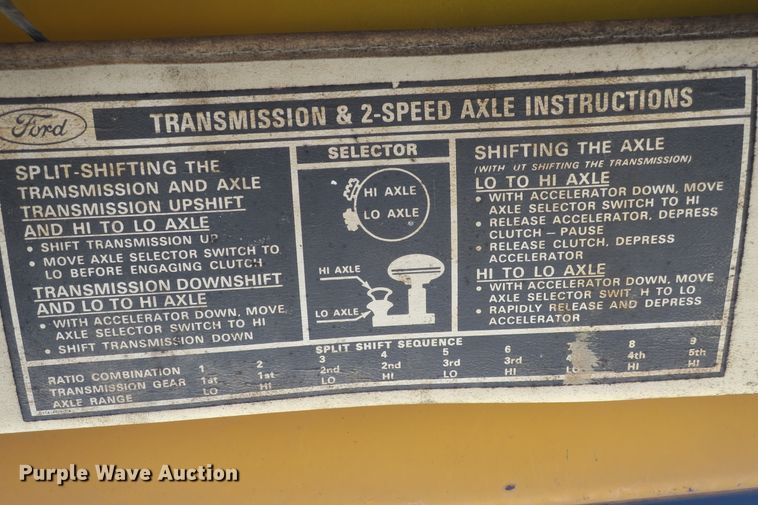 Ford
TRANSMISSION & 2-SPEED AXLE INSTRUCTIONS
SPLIT-SHIFTING THE
TRANSMISSION AND AXLE
TRANSMISSION UPSHIFT
AND HI TO LO AXLE
• SHIFT TRANSMISSION UP
• MOVE AXLE SELECTOR SWITCH TO
LO BEFORE ENGAGING CLUTCH
TRANSMISSION DOWNSHIFT
AND LO TO HI AXLE
• WITH ACCELERATOR DOWN, MOVE
AXLE SELECTOR SWITCH TO HI
• SHIFT TRANSMISSION DOWN
SELECTOR
HI AXLE
LO AXLE
HI AXLE
LO AXLE
SHIFTING THE AXLE
(WITH UT SHIFTING THE TRANSMISSION)
LO TO HI AXLE
• WITH ACCELERATOR DOWN, MOVE
AXLE SELECTOR SWITCH TO HI
• RELEASE ACCELERATOR, DEPRESS
CLUTCH – PAUSE
• RELEASE CLUTCH, DEPRESS
ACCELERATOR
HI TO LO AXLE
• WITH ACCELERATOR DOWN, MOVE
AXLE SELECTOR SWIT H TO LO
• RAPIDLY RELEASE AND DEPRESS
ACCELERATOR
SPLIT SHIFT SEQUENCE
RATIO COMBINATION 1 2 3 4 5 6 8 9
TRANSMISSION GEAR 1st 1st 2nd 2nd 3rd 3rd 4th 5th
AXLE RANGE LO HI LO HI LO HI LO HI HI
Purple Wave Auction